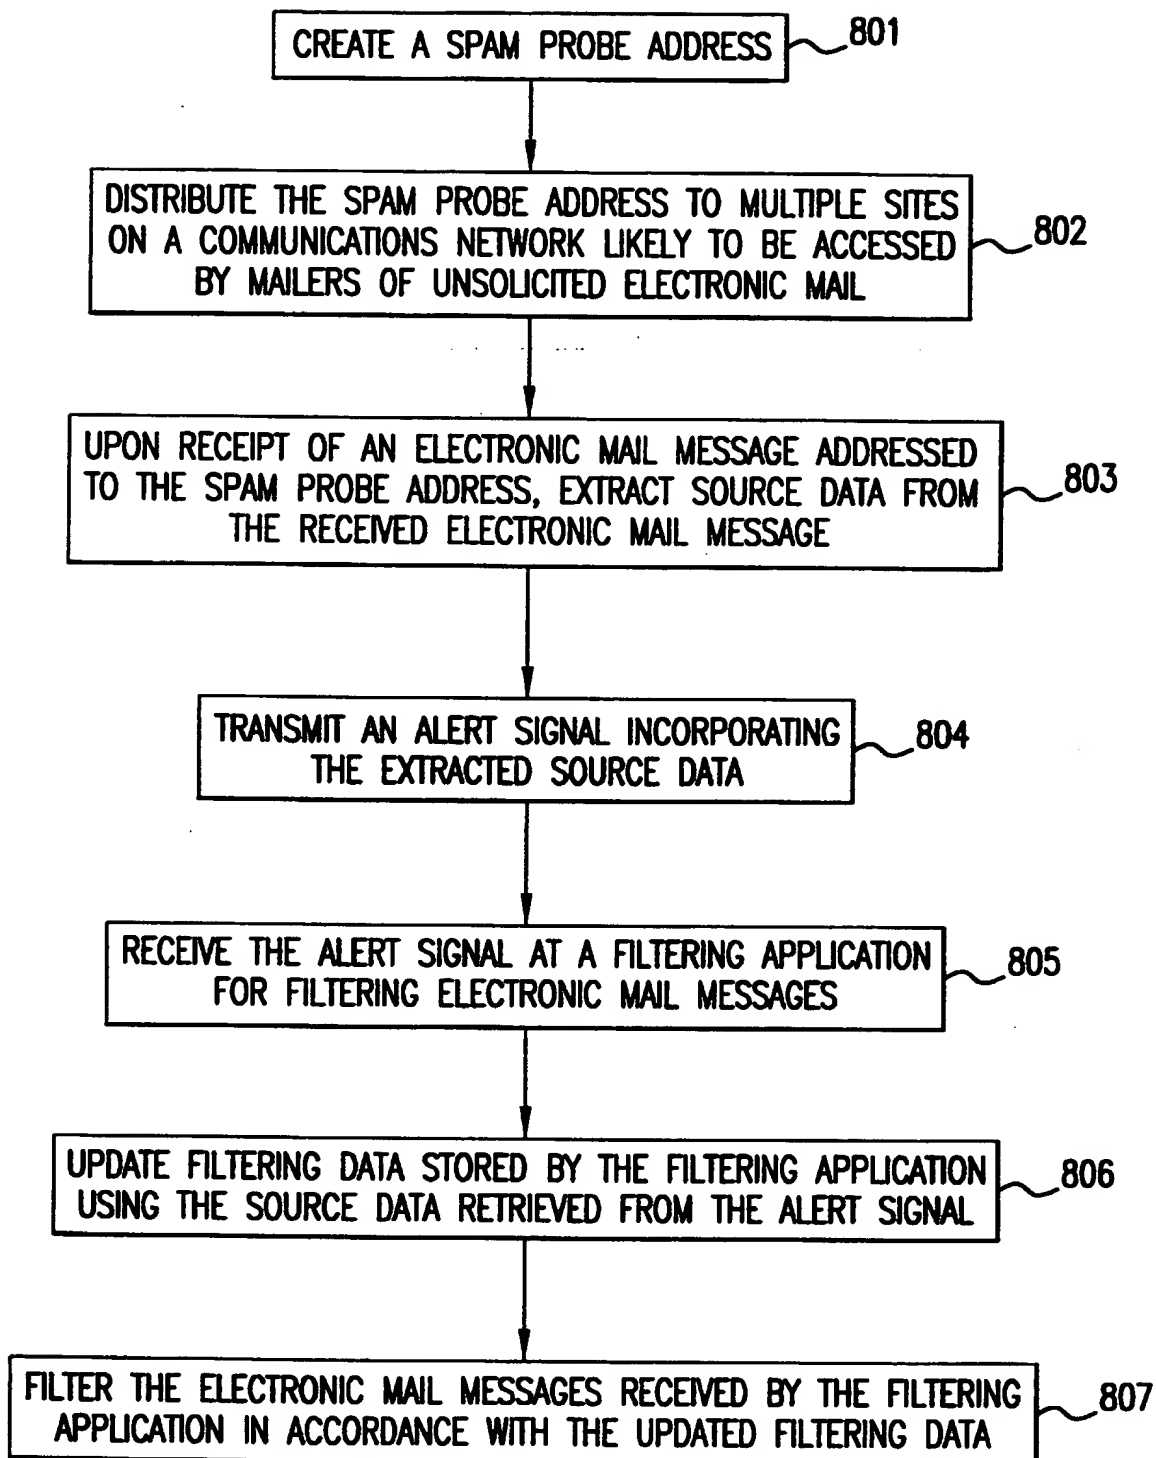 CREATE A SPAM PROBE ADDRESS
801
DISTRIBUTE THE SPAM PROBE ADDRESS TO MULTIPLE SITES
ON A COMMUNICATIONS NETWORK LIKELY TO BE ACCESSED
BY MAILERS OF UNSOLICITED ELECTRONIC MAIL
802
UPON RECEIPT OF AN ELECTRONIC MAIL MESSAGE ADDRESSED
TO THE SPAM PROBE ADDRESS, EXTRACT SOURCE DATA FROM
THE RECEIVED ELECTRONIC MAIL MESSAGE
803
TRANSMIT AN ALERT SIGNAL INCORPORATING
THE EXTRACTED SOURCE DATA
804
RECEIVE THE ALERT SIGNAL AT A FILTERING APPLICATION
FOR FILTERING ELECTRONIC MAIL MESSAGES
805
UPDATE FILTERING DATA STORED BY THE FILTERING APPLICATION
USING THE SOURCE DATA RETRIEVED FROM THE ALERT SIGNAL
806
FILTER THE ELECTRONIC MAIL MESSAGES RECEIVED BY THE FILTERING
APPLICATION IN ACCORDANCE WITH THE UPDATED FILTERING DATA
807